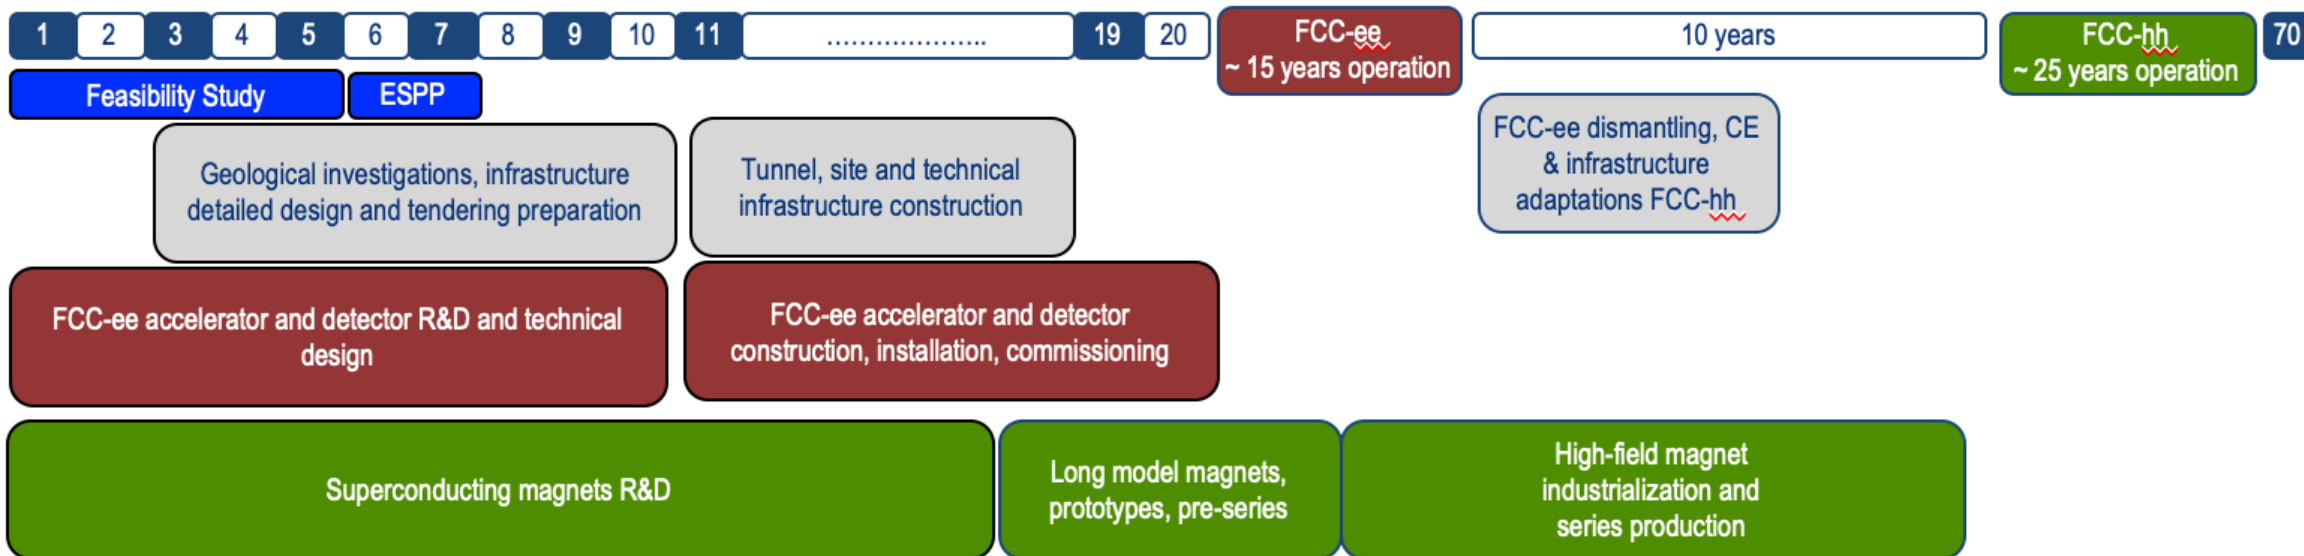 1 2 3 4 5 6 7 8 9 10 11 ……………….. 19 20
FCC-ee
~ 15 years operation
10 years
FCC-hh
~ 25 years operation
70
Feasibility Study
ESPP
Geological investigations, infrastructure
detailed design and tendering preparation
Tunnel, site and technical
infrastructure construction
FCC-ee dismantling, CE
& infrastructure
adaptations FCC-hh
FCC-ee accelerator and detector R&D and technical
design
FCC-ee accelerator and detector
construction, installation, commissioning
Superconducting magnets R&D
Long model magnets,
prototypes, pre-series
High-field magnet
industrialization and
series production